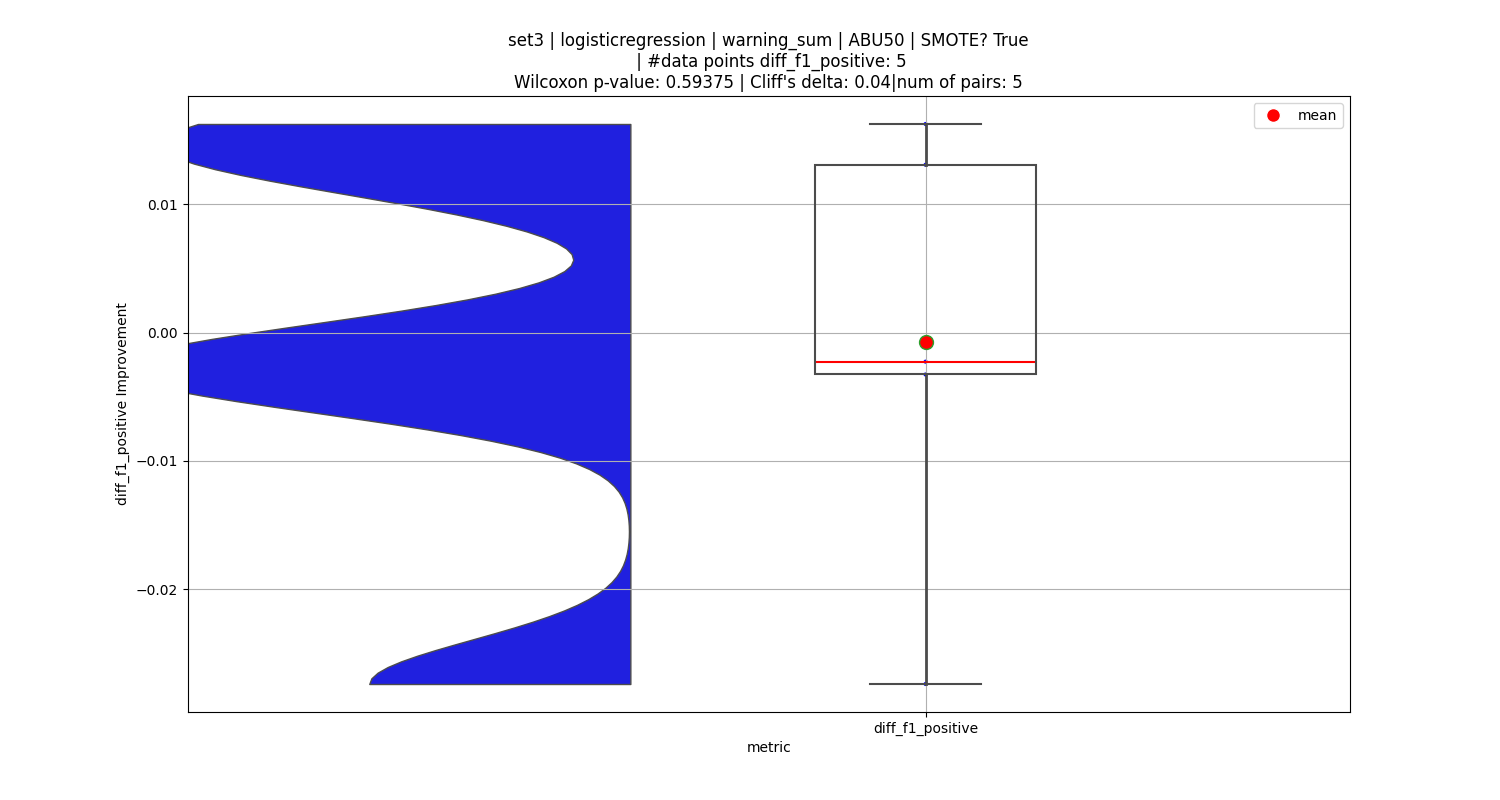 set3 | logisticregression | warning_sum | ABU50 | SMOTE? True
| #data points diff_f1_positive: 5
Wilcoxon p-value: 0.59375 | Cliff's delta: 0.04|num of pairs: 5
mean
0.01
0.00
−0.01
−0.02
diff_f1_positive Improvement
diff_f1_positive
metric